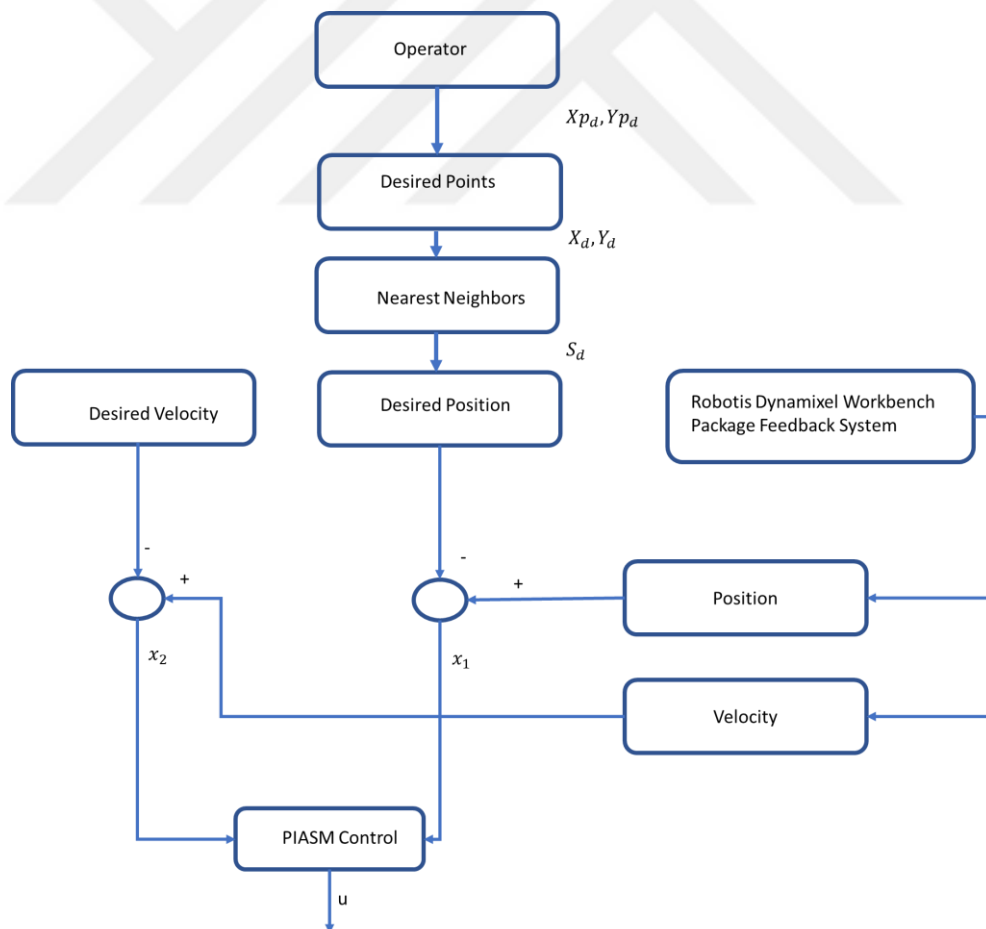 Operator
Xp_d, Yp_d
Desired Points
X_d, Y_d
Nearest Neighbors
S_d
Desired Velocity
Desired Position
Robotis Dynamixel Workbench
Package Feedback System
-
+
-
+
Position
x_2
x_1
Velocity
PIASM Control
u